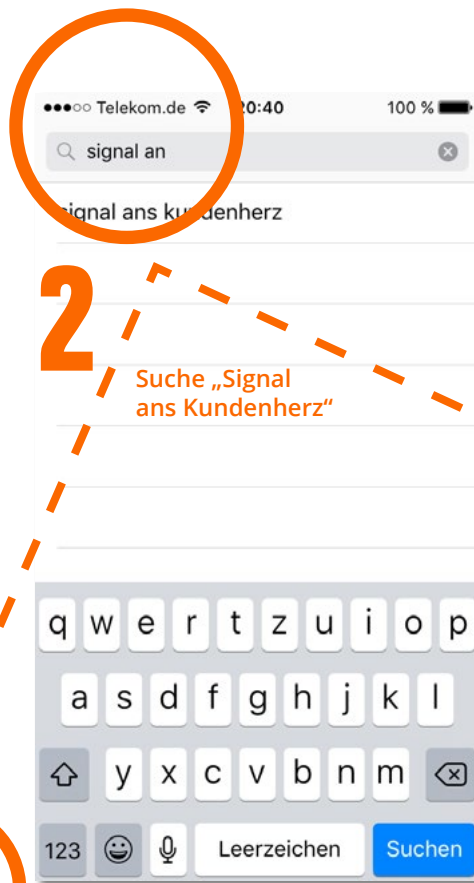 ●●●○○ Telekom.de 20:40 100 %
signal an
signal ans kundenherz
2
Suche „Signal
ans Kundenherz“
q w e r t z u i o p
a s d f g h j k l
y x c v b n m
123 Leerzeichen Suchen